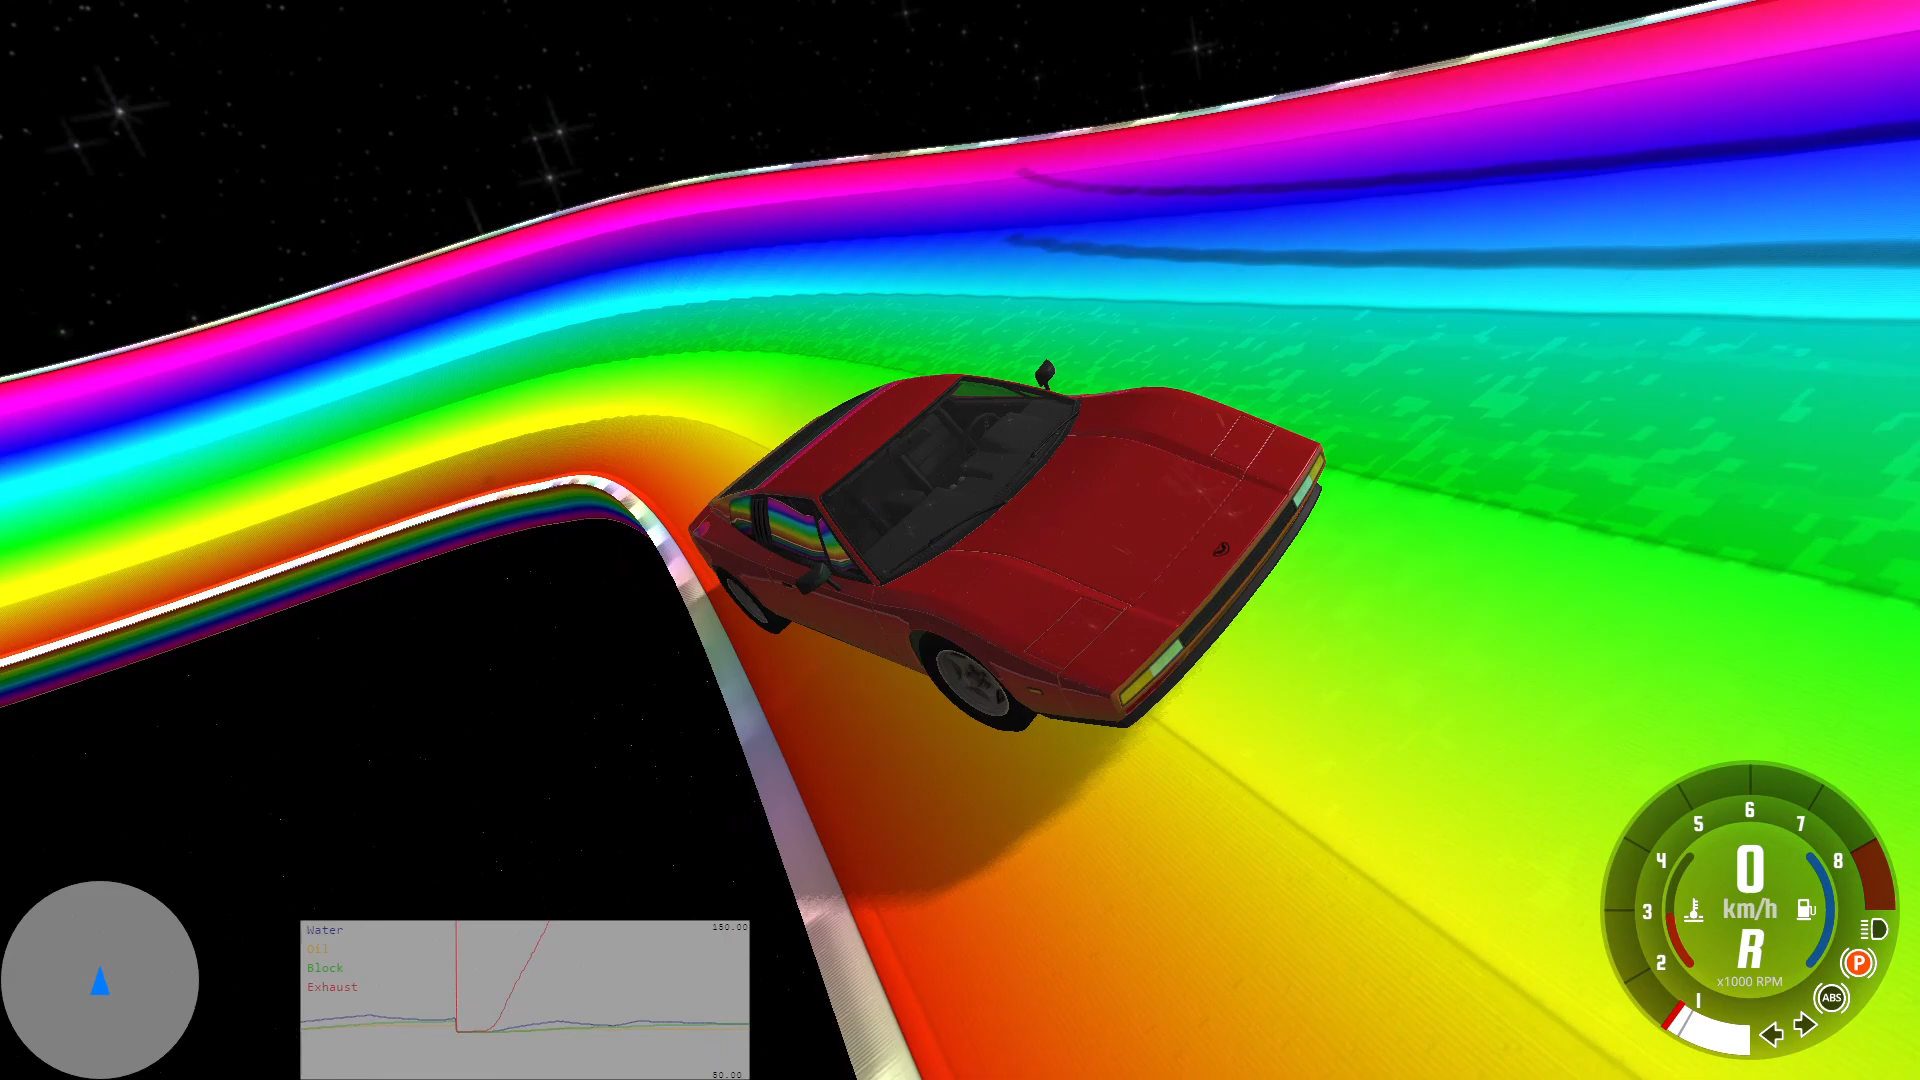 Water
150.00
Oil
Block
Exhaust
50.00
1
2
3
4
5
6
7
8
0
km/h
R
x1000 RPM
P
ABS